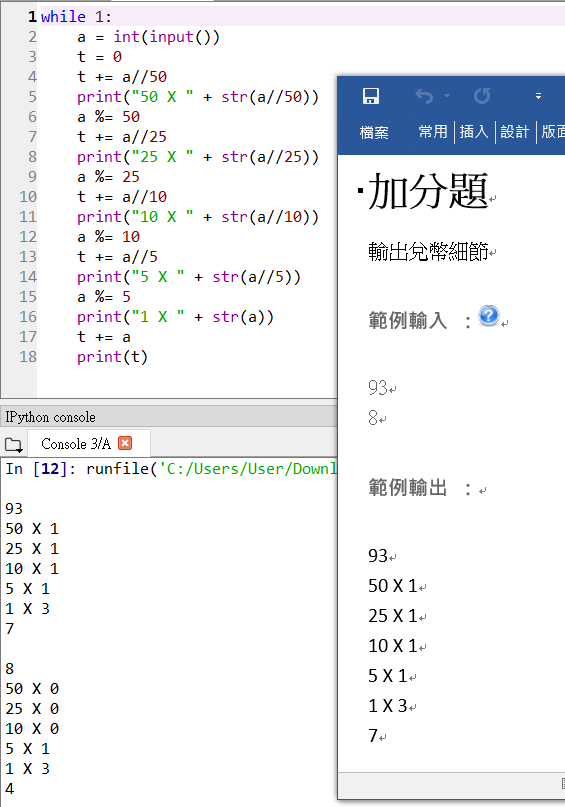 1 while 1:
2 a = int(input())
3 t = 0
4 t += a//50
5 print("50 X " + str(a//50))
6 a %= 50
7 t += a//25
8 print("25 X " + str(a//25))
9 a %= 25
10 t += a//10
11 print("10 X " + str(a//10))
12 a %= 10
13 t += a//5
14 print("5 X " + str(a//5))
15 a %= 5
16 print("1 X " + str(a))
17 t += a
18 print(t)
IPython console
Console 3/A
In [12]: runfile('C:/Users/User/Downl
93
50 X 1
25 X 1
10 X 1
5 X 1
1 X 3
7
8
50 X 0
25 X 0
10 X 0
5 X 1
1 X 3
4
檔案 常用 插入 設計 版面
加分題
輸出兌幣細節
範例輸入 :
93
8
範例輸出 :
93
50 X 1
25 X 1
10 X 1
5 X 1
1 X 3
7